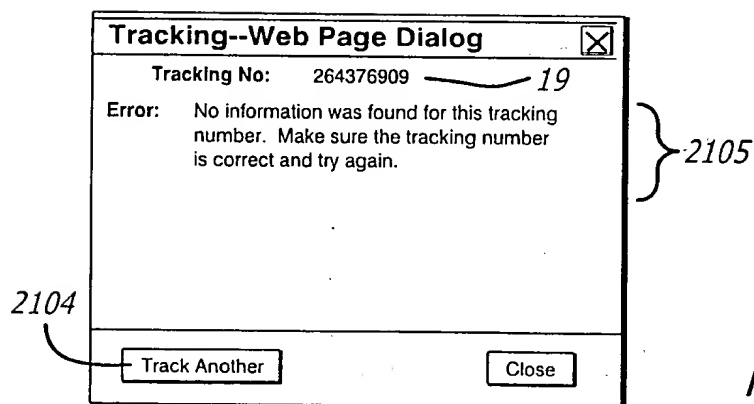 Tracking--Web Page Dialog
Tracking No: 264376909 19
Error: No information was found for this tracking
number. Make sure the tracking number
is correct and try again.
2105
2104
Track Another Close